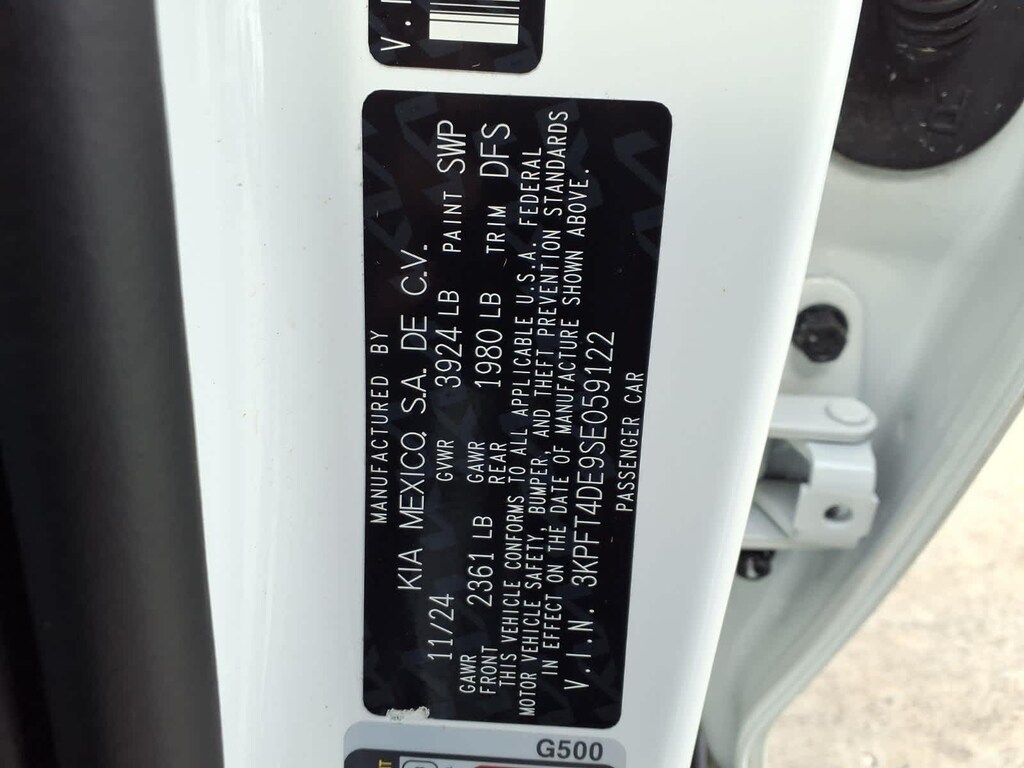 MANUFACTURED BY
KIA MEXICO, S.A. DE C.V.
11/24 GVWR 3924 LB PAINT SWP
GAWR FRONT 2361 LB GAWR REAR 1980 LB TRIM DFS
THIS VEHICLE CONFORMS TO ALL APPLICABLE U.S.A. FEDERAL
MOTOR VEHICLE SAFETY, BUMPER, AND THEFT PREVENTION STANDARDS
IN EFFECT ON THE DATE OF MANUFACTURE SHOWN ABOVE.
V.I.N. 3KPFT4DE9SE059122
PASSENGER CAR
G500